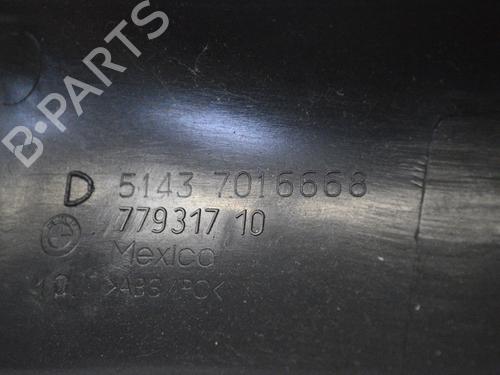 B-PARTS
D 5143 7016668
779317 10
Mexico
>ABS/PC<